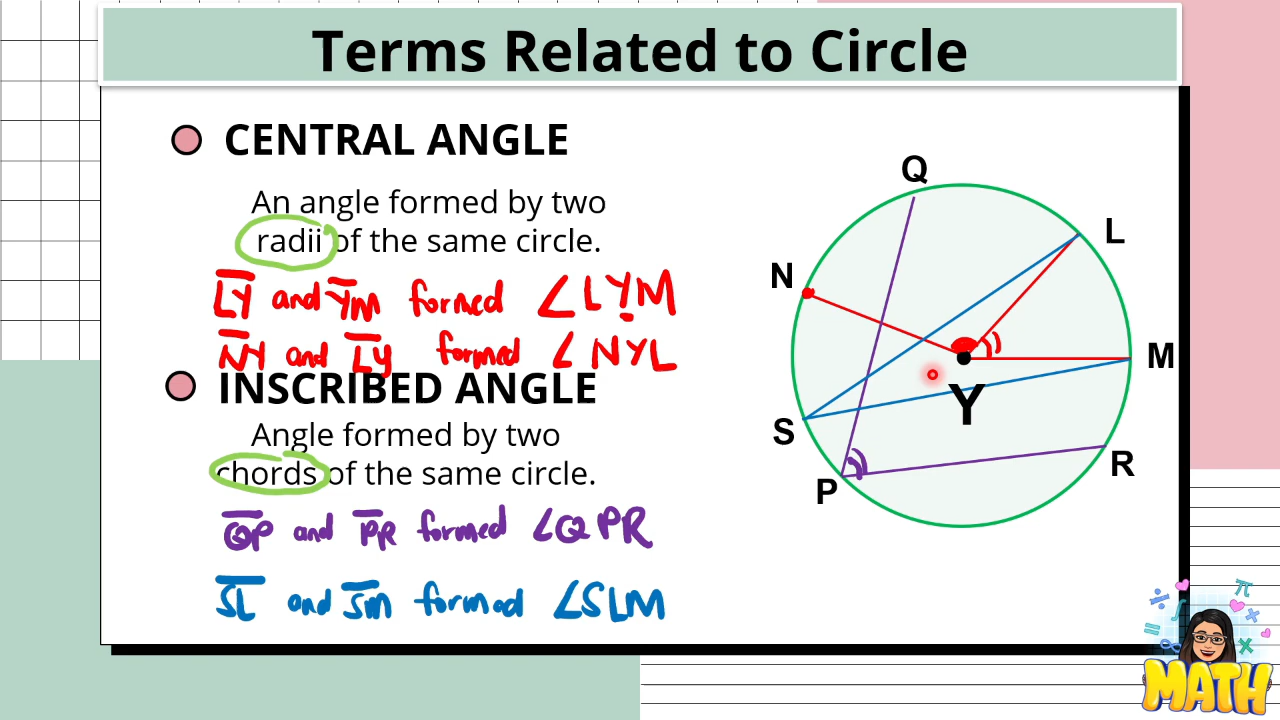 Terms Related to Circle
CENTRAL ANGLE
An angle formed by two
radii of the same circle.
LY and YM formed ∠LYM
NY and LY formed ∠NYL
INSCRIBED ANGLE
Angle formed by two
chords of the same circle.
QP and PR formed ∠QPR
SL and SM formed ∠SLM
Q
L
N
M
Y
S
R
P
MATH